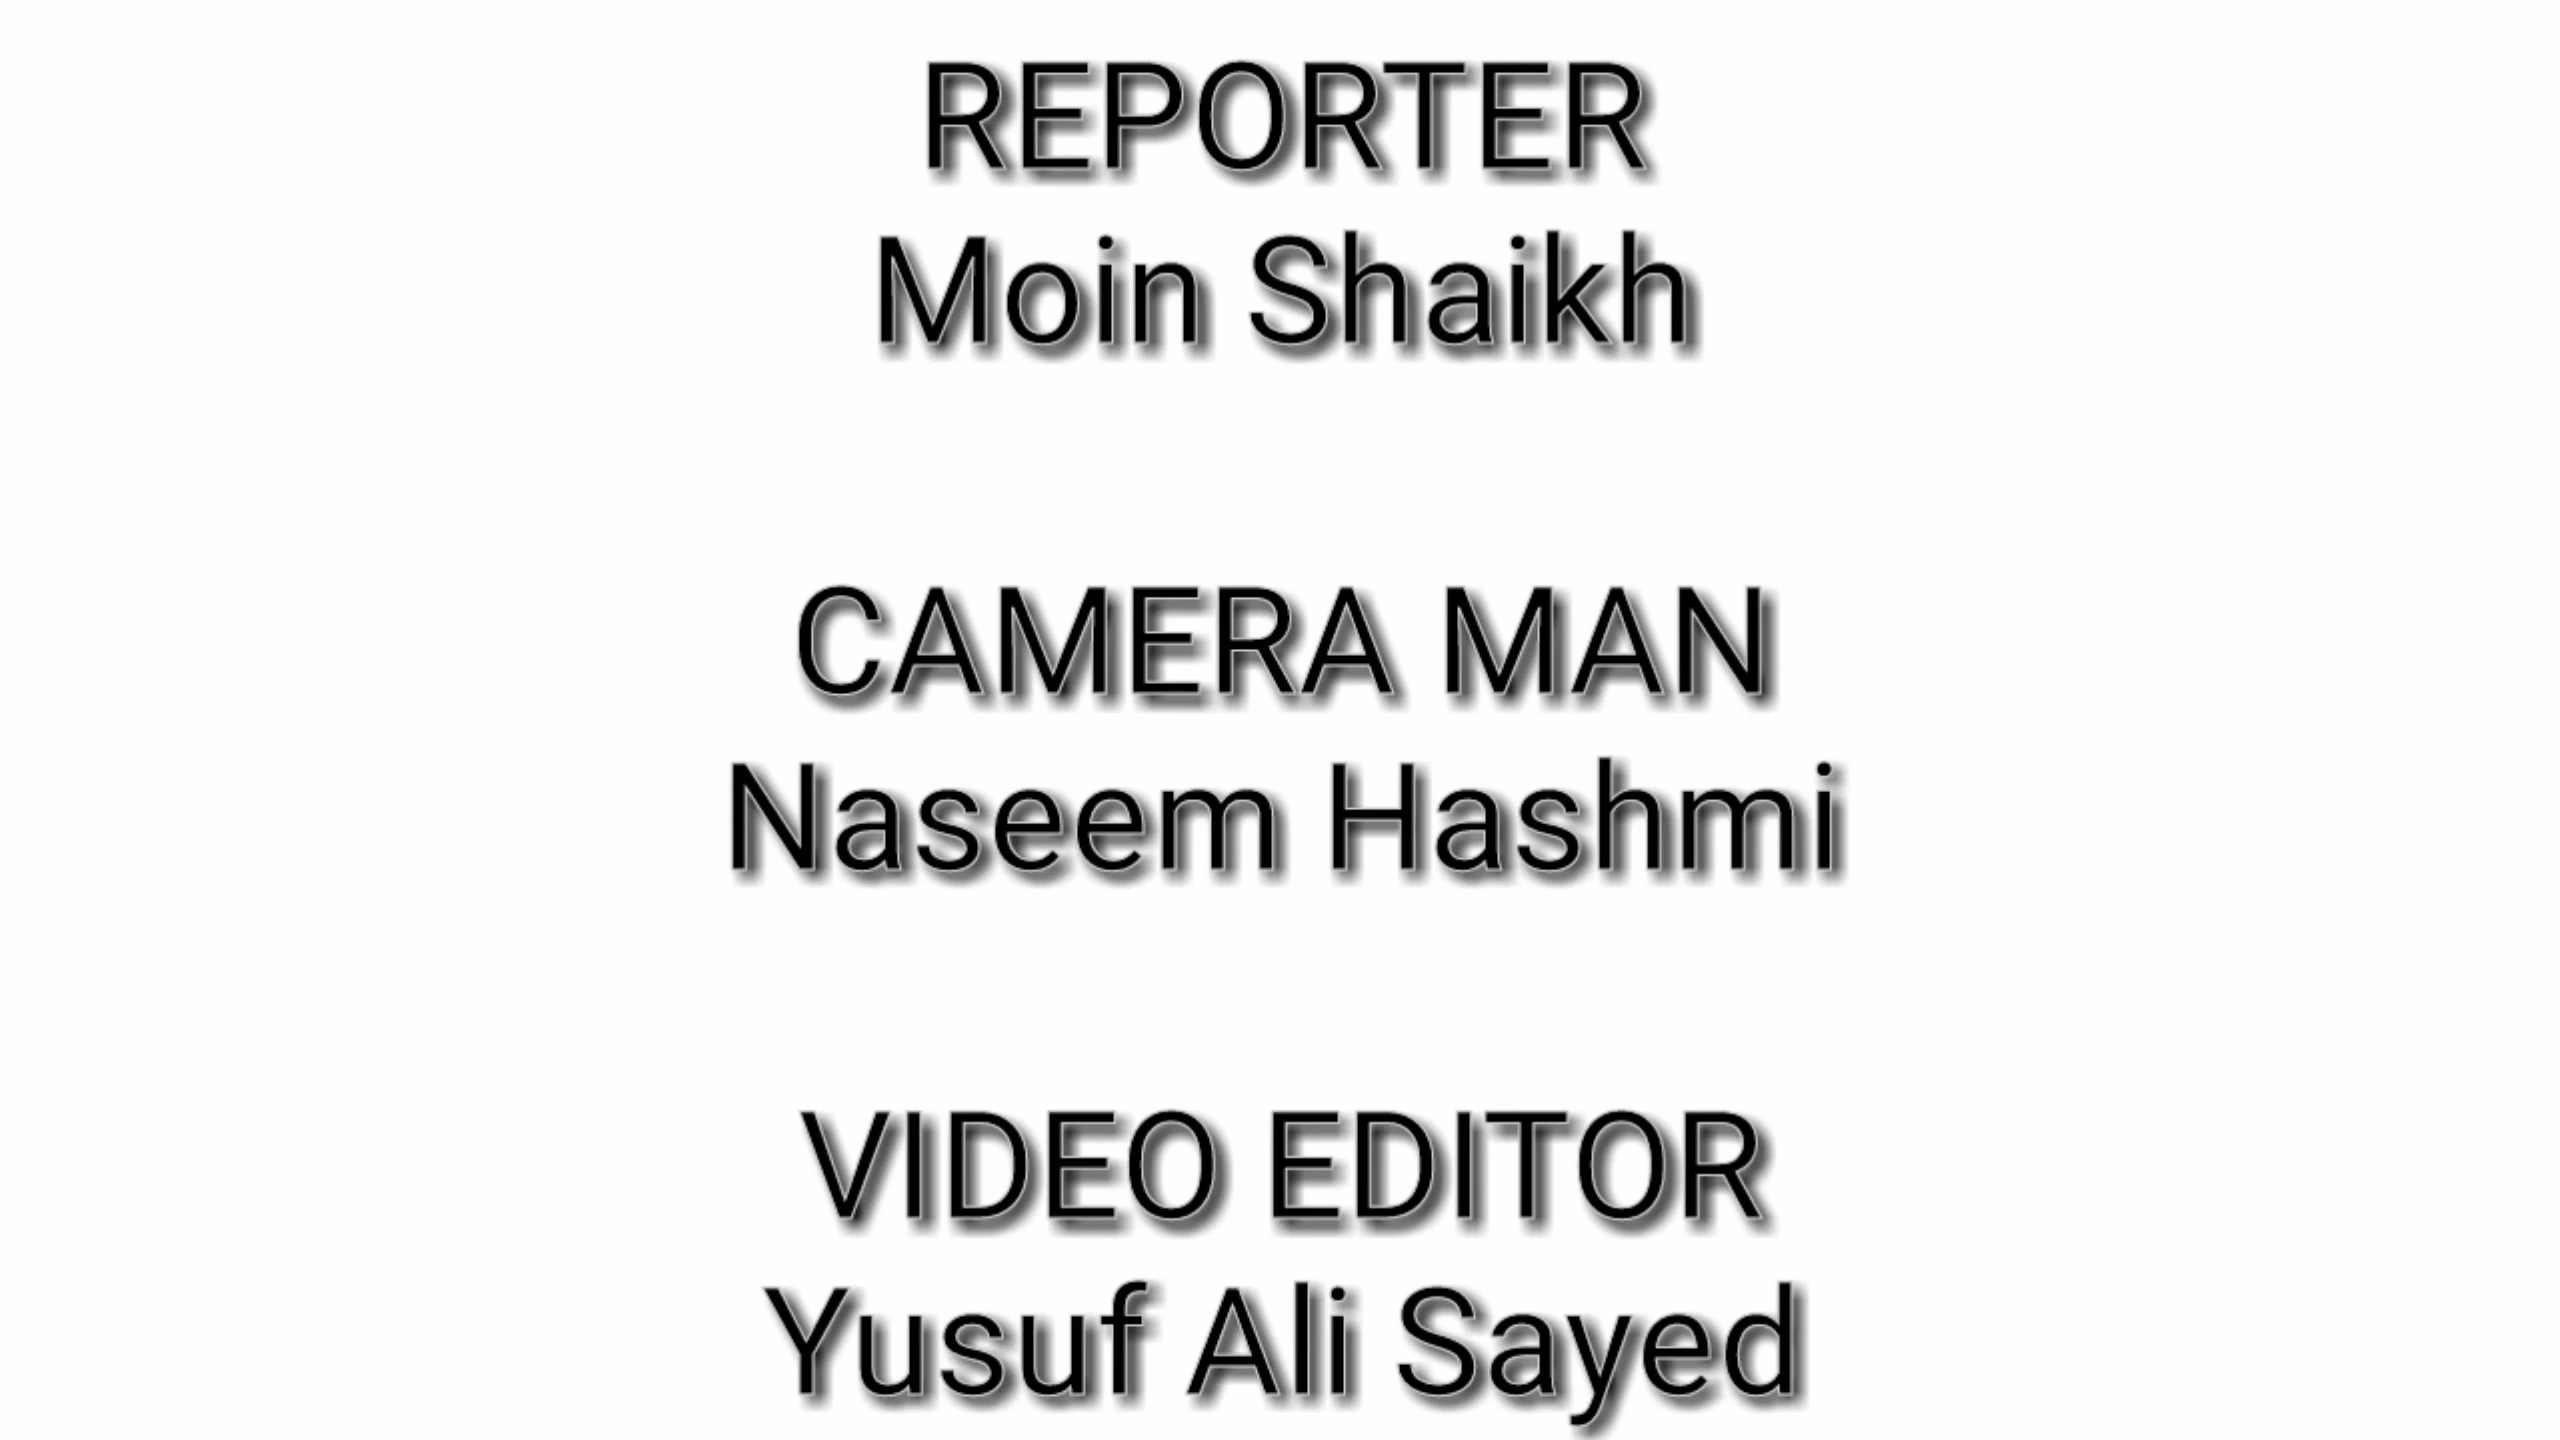 REPORTER
Moin Shaikh
CAMERA MAN
Naseem Hashmi
VIDEO EDITOR
Yusuf Ali Sayed